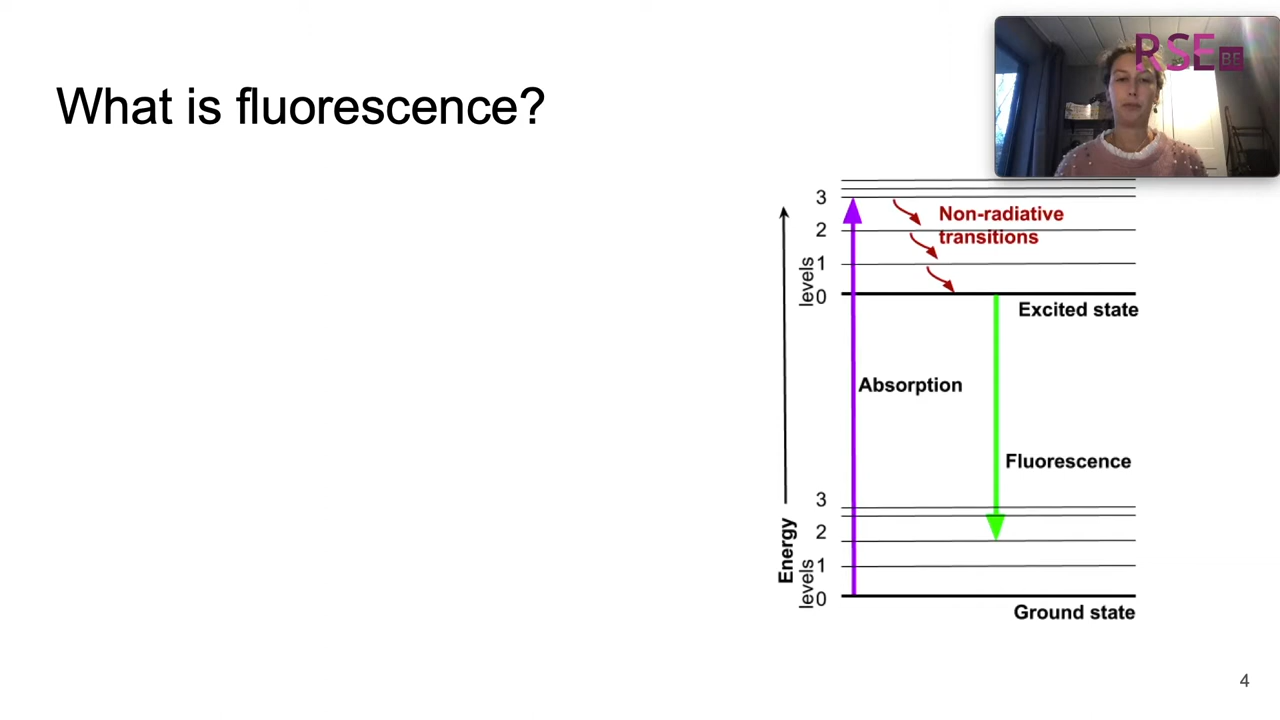 What is fluorescence?
RSE BE
3
2
levels 1
0
Non-radiative
transitions
Excited state
Absorption
Fluorescence
Energy
3
2
levels 1
0
Ground state
4